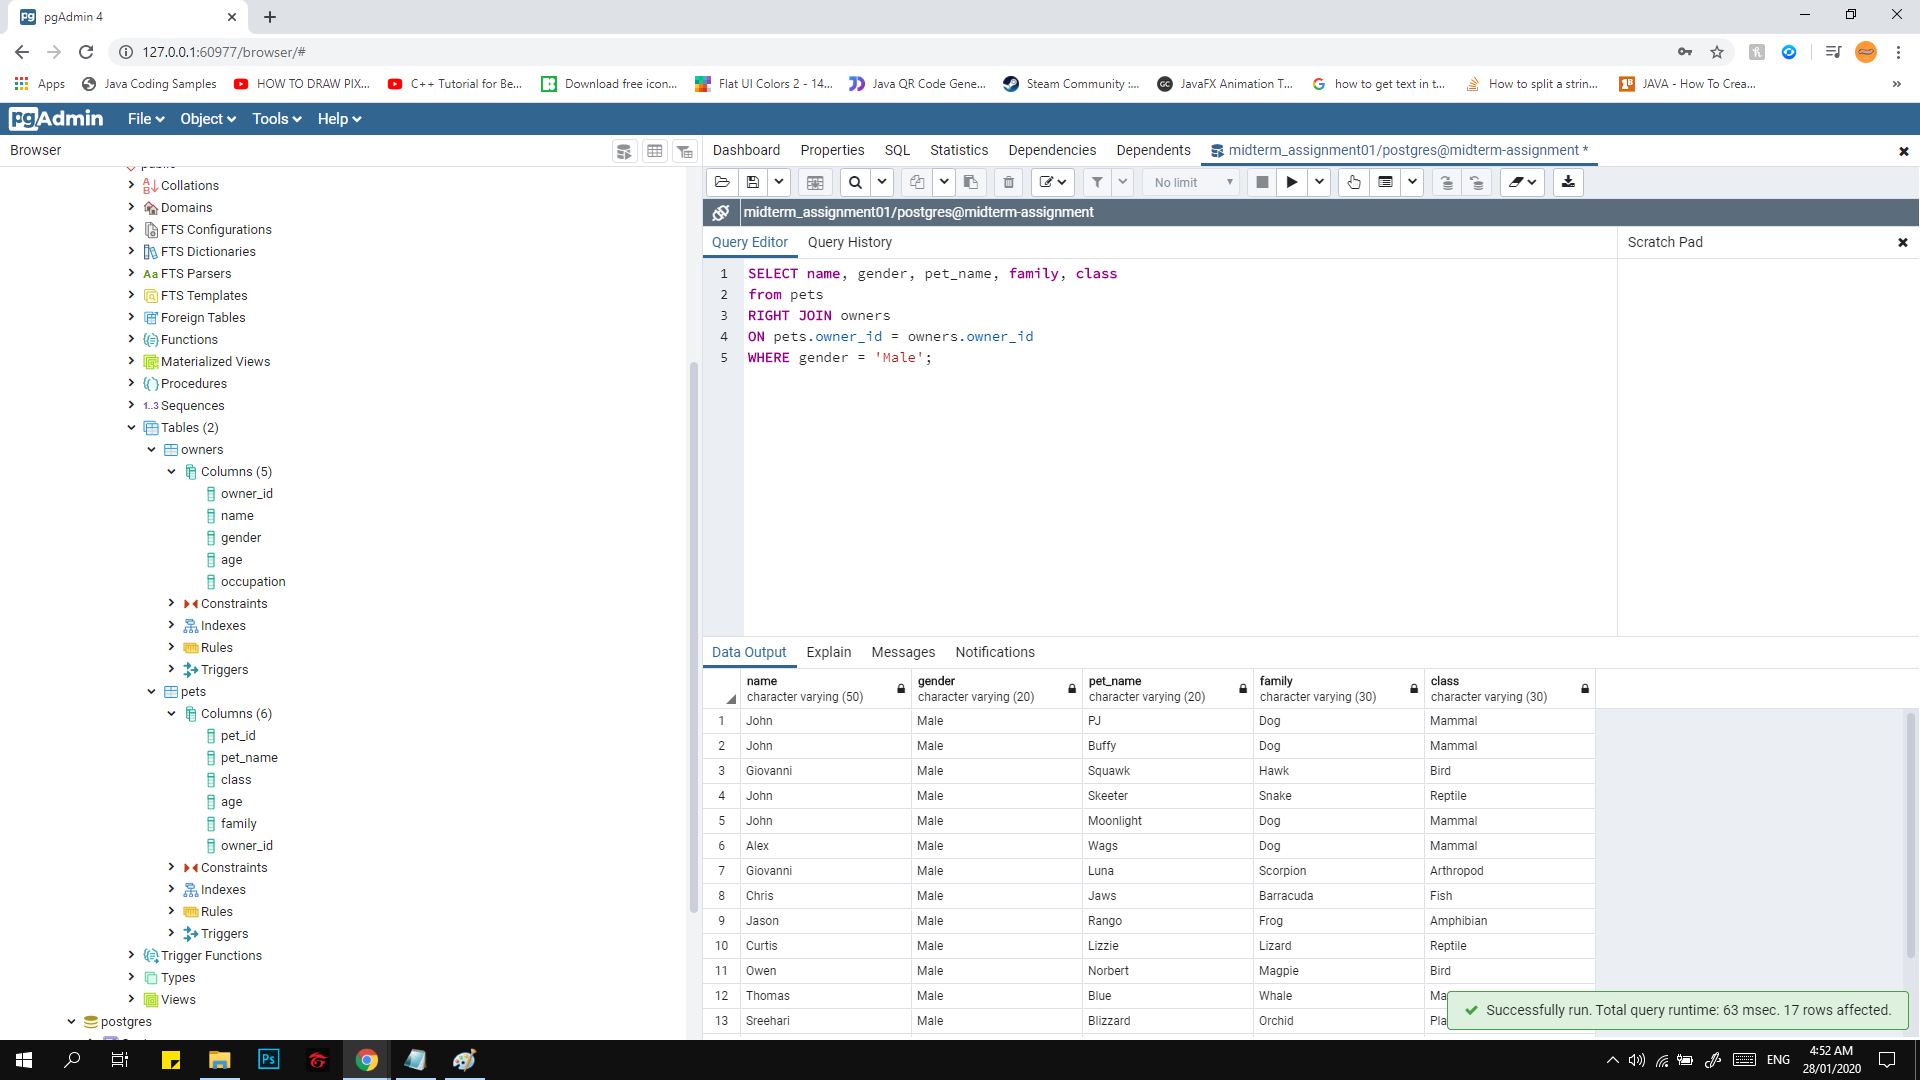 pgAdmin 4
127.0.0.1:60977/browser/#
Apps
Java Coding Samples
HOW TO DRAW PIX...
C++ Tutorial for Be...
Download free icon...
Flat UI Colors 2 - 14...
Java QR Code Gene...
Steam Community :...
JavaFX Animation T...
how to get text in t...
How to split a strin...
JAVA - How To Crea...
pgAdmin
File
Object
Tools
Help
Browser
Dashboard
Properties
SQL
Statistics
Dependencies
Dependents
midterm_assignment01/postgres@midterm-assignment *
No limit
midterm_assignment01/postgres@midterm-assignment
Collations
Domains
FTS Configurations
FTS Dictionaries
Aa FTS Parsers
FTS Templates
Foreign Tables
Functions
Materialized Views
Procedures
1..3 Sequences
Tables (2)
owners
Columns (5)
owner_id
name
gender
age
occupation
Constraints
Indexes
Rules
Triggers
pets
Columns (6)
pet_id
pet_name
class
age
family
owner_id
Constraints
Indexes
Rules
Triggers
Trigger Functions
Types
Views
postgres
Query Editor
Query History
Scratch Pad
1 SELECT name, gender, pet_name, family, class
2 from pets
3 RIGHT JOIN owners
4 ON pets.owner_id = owners.owner_id
5 WHERE gender = 'Male';
Data Output
Explain
Messages
Notifications
name gender pet_name family class
character varying (50) character varying (20) character varying (20) character varying (30) character varying (30)
1 John Male PJ Dog Mammal
2 John Male Buffy Dog Mammal
3 Giovanni Male Squawk Hawk Bird
4 John Male Skeeter Snake Reptile
5 John Male Moonlight Dog Mammal
6 Alex Male Wags Dog Mammal
7 Giovanni Male Luna Scorpion Arthropod
8 Chris Male Jaws Barracuda Fish
9 Jason Male Rango Frog Amphibian
10 Curtis Male Lizzie Lizard Reptile
11 Owen Male Norbert Magpie Bird
12 Thomas Male Blue Whale Ma
13 Sreehari Male Blizzard Orchid Pla
Successfully run. Total query runtime: 63 msec. 17 rows affected.
Ps
ENG
4:52 AM
28/01/2020